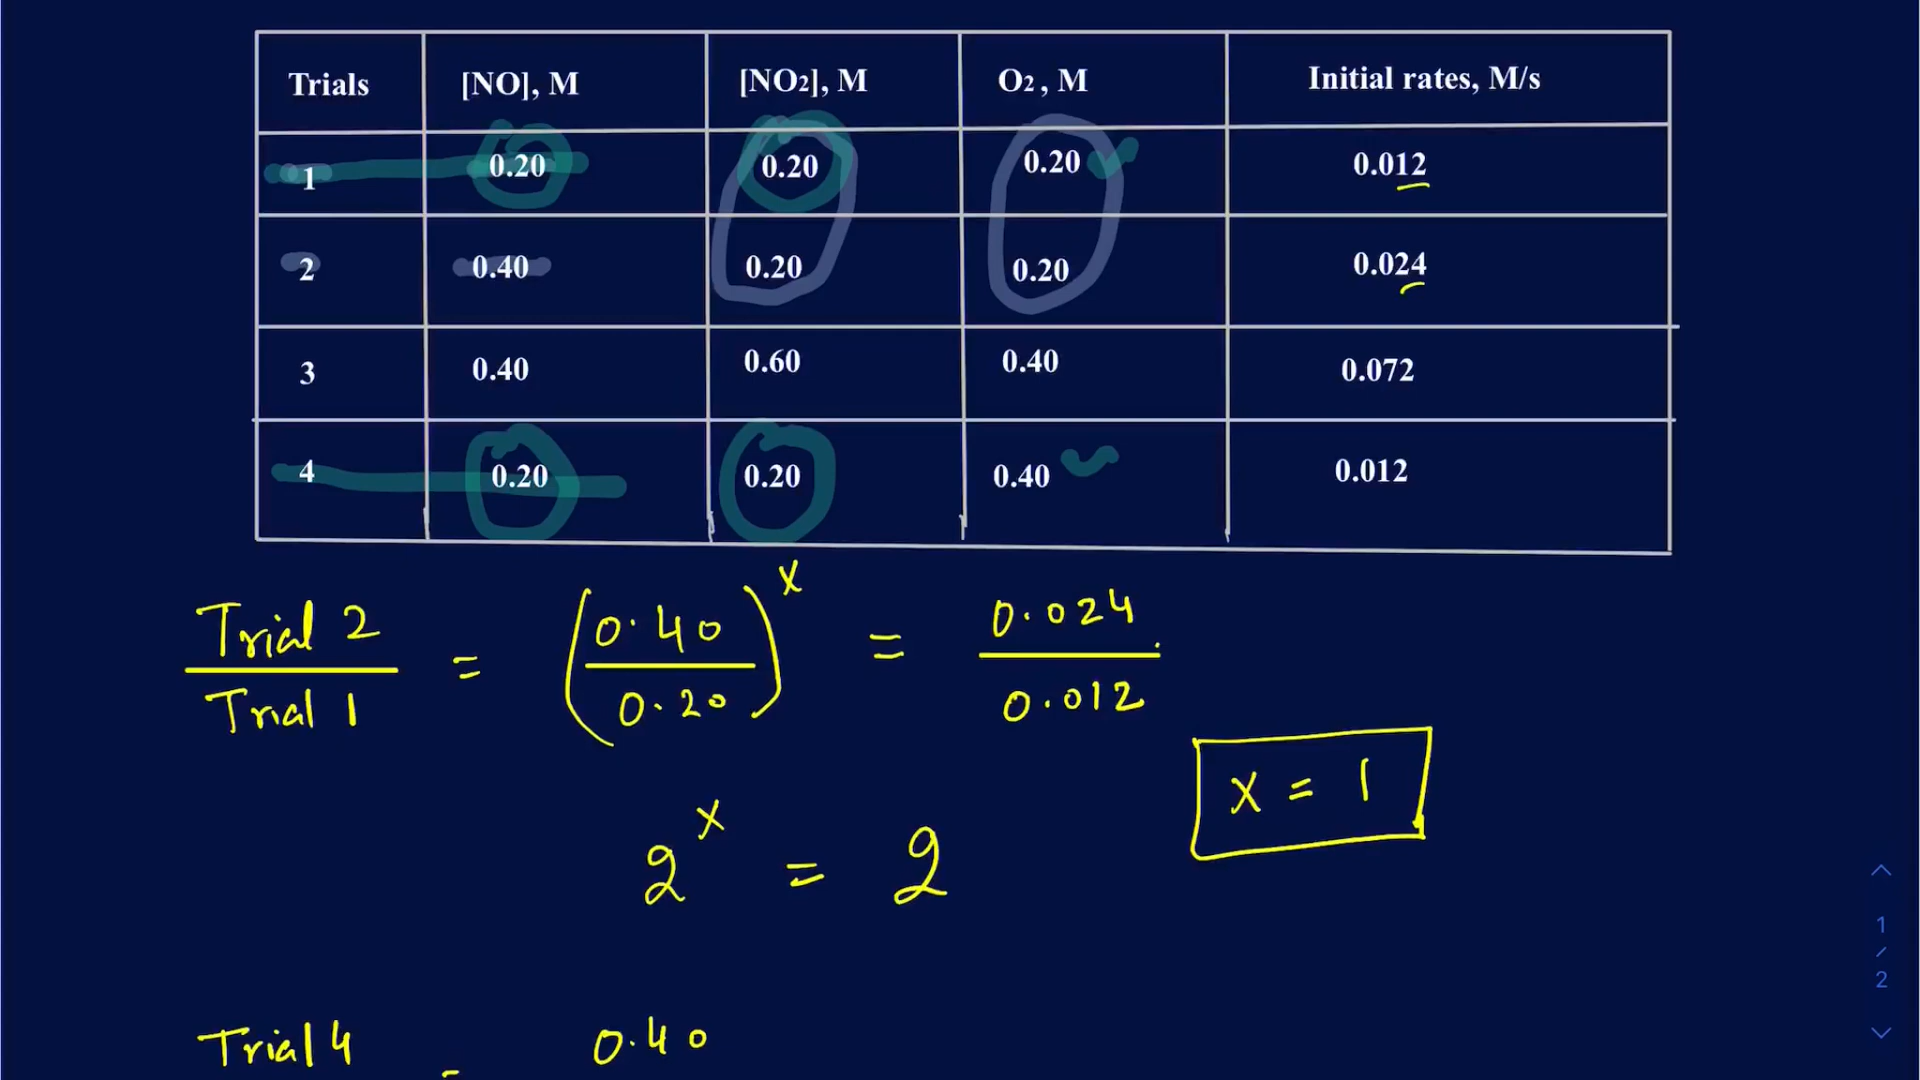 Trials [NO], M [NO2], M O2 , M Initial rates, M/s
1 0.20 0.20 0.20 0.012
2 0.40 0.20 0.20 0.024
3 0.40 0.60 0.40 0.072
4 0.20 0.20 0.40 0.012
Trial 2 / Trial 1 = (0.40 / 0.20)^x = 0.024 / 0.012
x = 1
2^x = 2
Trial 4 = 0.40
1
/
2